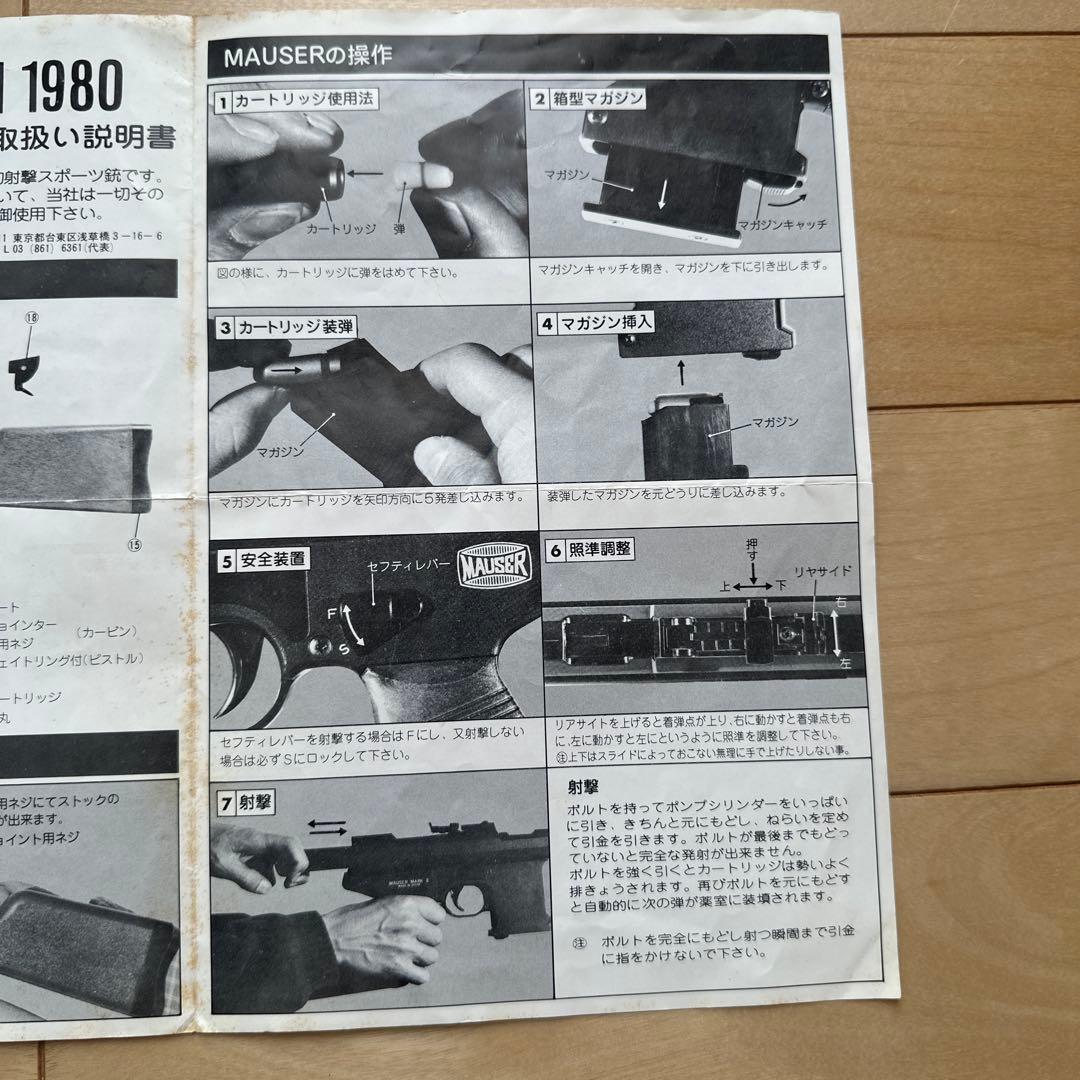 1980
取扱い説明書
射撃スポーツ銃です。
いて、当社は一切その
御使用下さい。
東京都台東区浅草橋3-16-6
L 03 (861) 6361(代表)
⑱
⑮
ート
ョインター
(カービン)
用ネジ
ェイトリング付(ピストル)
ートリッジ
丸
用ネジにてストックの
が出来ます。
ョイント用ネジ
MAUSERの操作
1 カートリッジ使用法
カートリッジ
弾
図の様に、カートリッジに弾をはめて下さい。
2 箱型マガジン
マガジン
マガジンキャッチ
マガジンキャッチを開き、マガジンを下に引き出します。
3 カートリッジ装弾
マガジン
マガジンにカートリッジを矢印方向に5発差し込みます。
4 マガジン挿入
マガジン
装弾したマガジンを元どうりに差し込みます。
5 安全装置
セフティレバー
MAUSER
F
S
セフティレバーを射撃する場合はFにし、又射撃しない
場合は必ずSにロックして下さい。
6 照準調整
押す
上
下
リヤサイド
右
左
リアサイトを上げると着弾点が上り、右に動かすと着弾点も右
に、左に動かすと左にというように照準を調整して下さい。
㊟上下はスライドによっておこない無理に手で上げたりしない事。
7 射撃
MAUSER MARK II
射撃
ボルトを持ってポンプシリンダーをいっぱい
に引き、きちんと元にもどし、ねらいを定め
て引金を引きます。ボルトが最後までもどっ
ていないと完全な発射が出来ません。
ボルトを強く引くとカートリッジは勢いよく
排きょうされます。再びボルトを元にもどす
と自動的に次の弾が薬室に装填されます。
㊟ ボルトを完全にもどし射つ瞬間まで引金
に指をかけないで下さい。